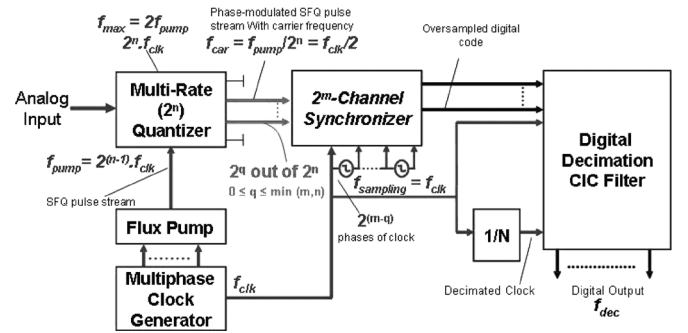 f_max = 2f_pump
2^n.f_clk
Phase-modulated SFQ pulse
stream With carrier frequency
f_car = f_pump/2^n = f_clk/2
Oversampled digital
code
Analog
Input
Multi-Rate
(2^n)
Quantizer
2^m-Channel
Synchronizer
Digital
Decimation
CIC Filter
f_pump = 2^(n-1).f_clk
SFQ pulse stream
2^q out of 2^n
0 ≤ q ≤ min (m,n)
f_sampling = f_clk
2^(m-q)
phases of clock
Flux Pump
1/N
Multiphase
Clock
Generator
f_clk
Decimated Clock
Digital Output
f_dec